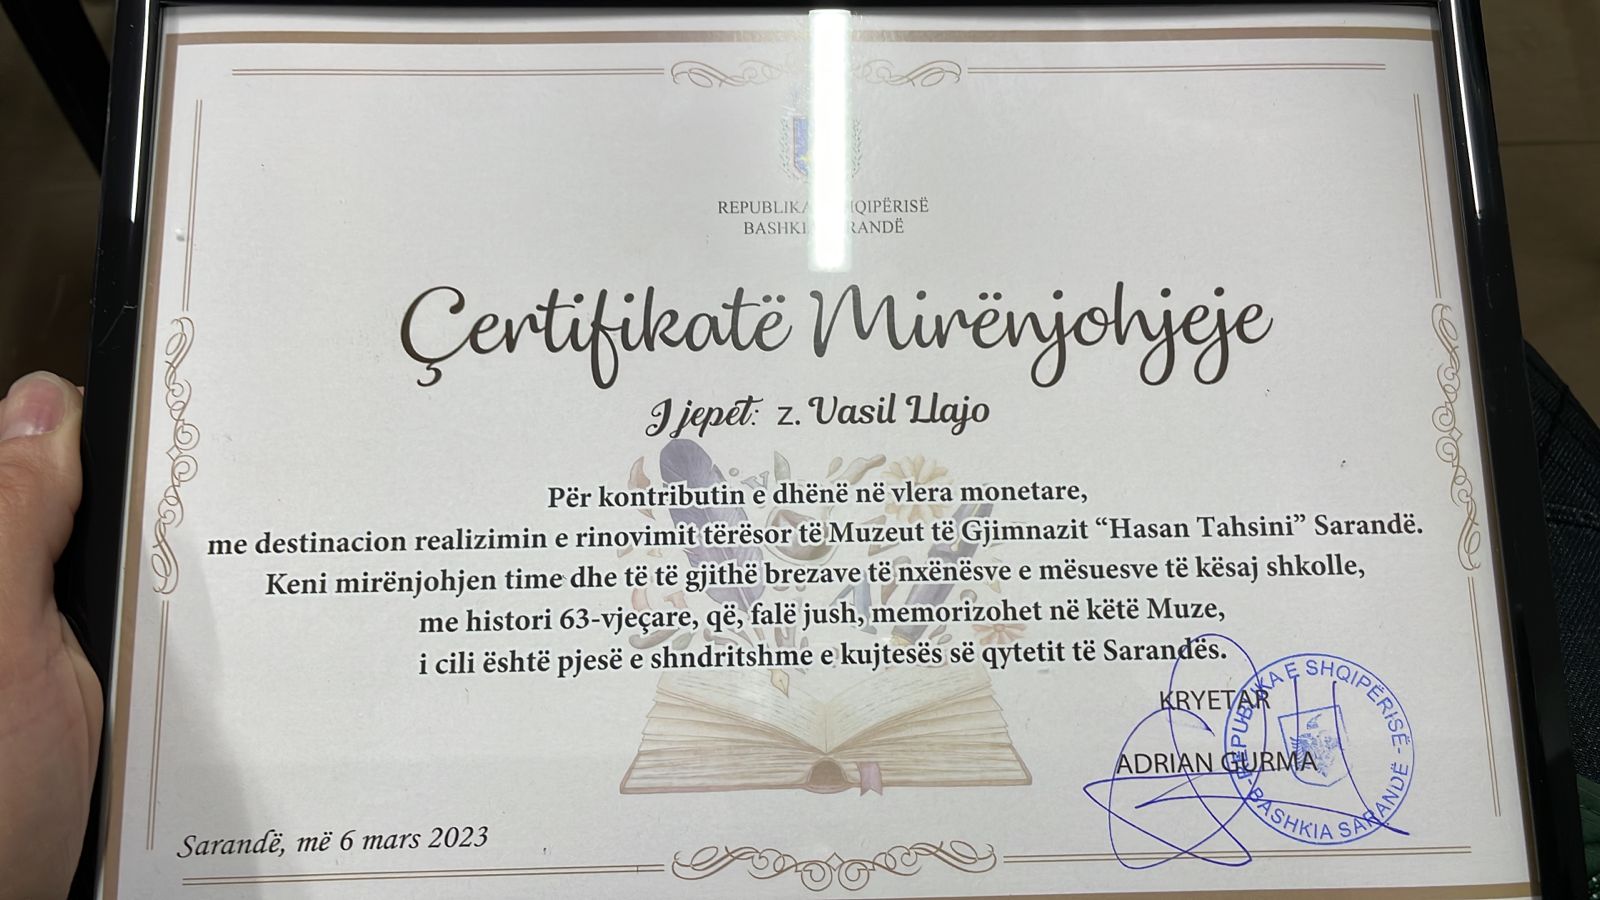 REPUBLIKA SHQIPËRISË
BASHKIA SARANDË
Çertifikatë Mirënjohjeje
I jepet: z. Vasil Llajo
Për kontributin e dhënë në vlera monetare,
me destinacion realizimin e rinovimit tërësor të Muzeut të Gjimnazit “Hasan Tahsini” Sarandë.
Keni mirënjohjen time dhe të të gjithë brezave të nxënësve e mësuesve të kësaj shkolle,
me histori 63-vjeçare, që, falë jush, memorizohet në këtë Muze,
i cili është pjesë e shndritshme e kujtesës së qytetit të Sarandës.
KRYETAR
ADRIAN GURMA
REPUBLIKA E SHQIPËRISË - BASHKIA SARANDË -
Sarandë, më 6 mars 2023